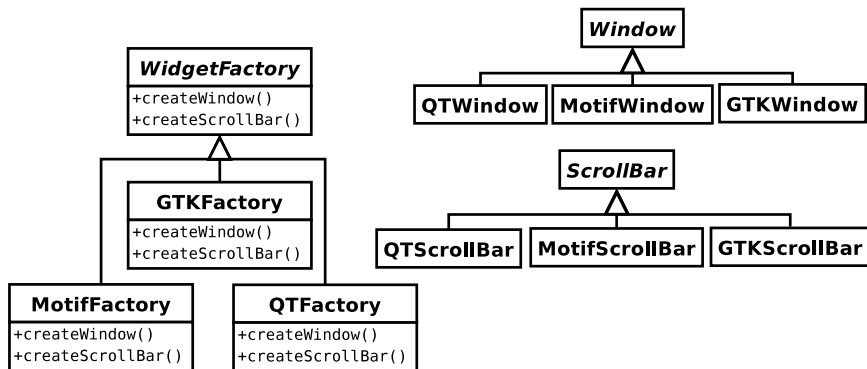 WidgetFactory
+createWindow()
+createScrollBar()
GTKFactory
+createWindow()
+createScrollBar()
MotifFactory
+createWindow()
+createScrollBar()
QTFactory
+createWindow()
+createScrollBar()
Window
QTWindow
MotifWindow
GTKWindow
ScrollBar
QTScrollBar
MotifScrollBar
GTKScrollBar